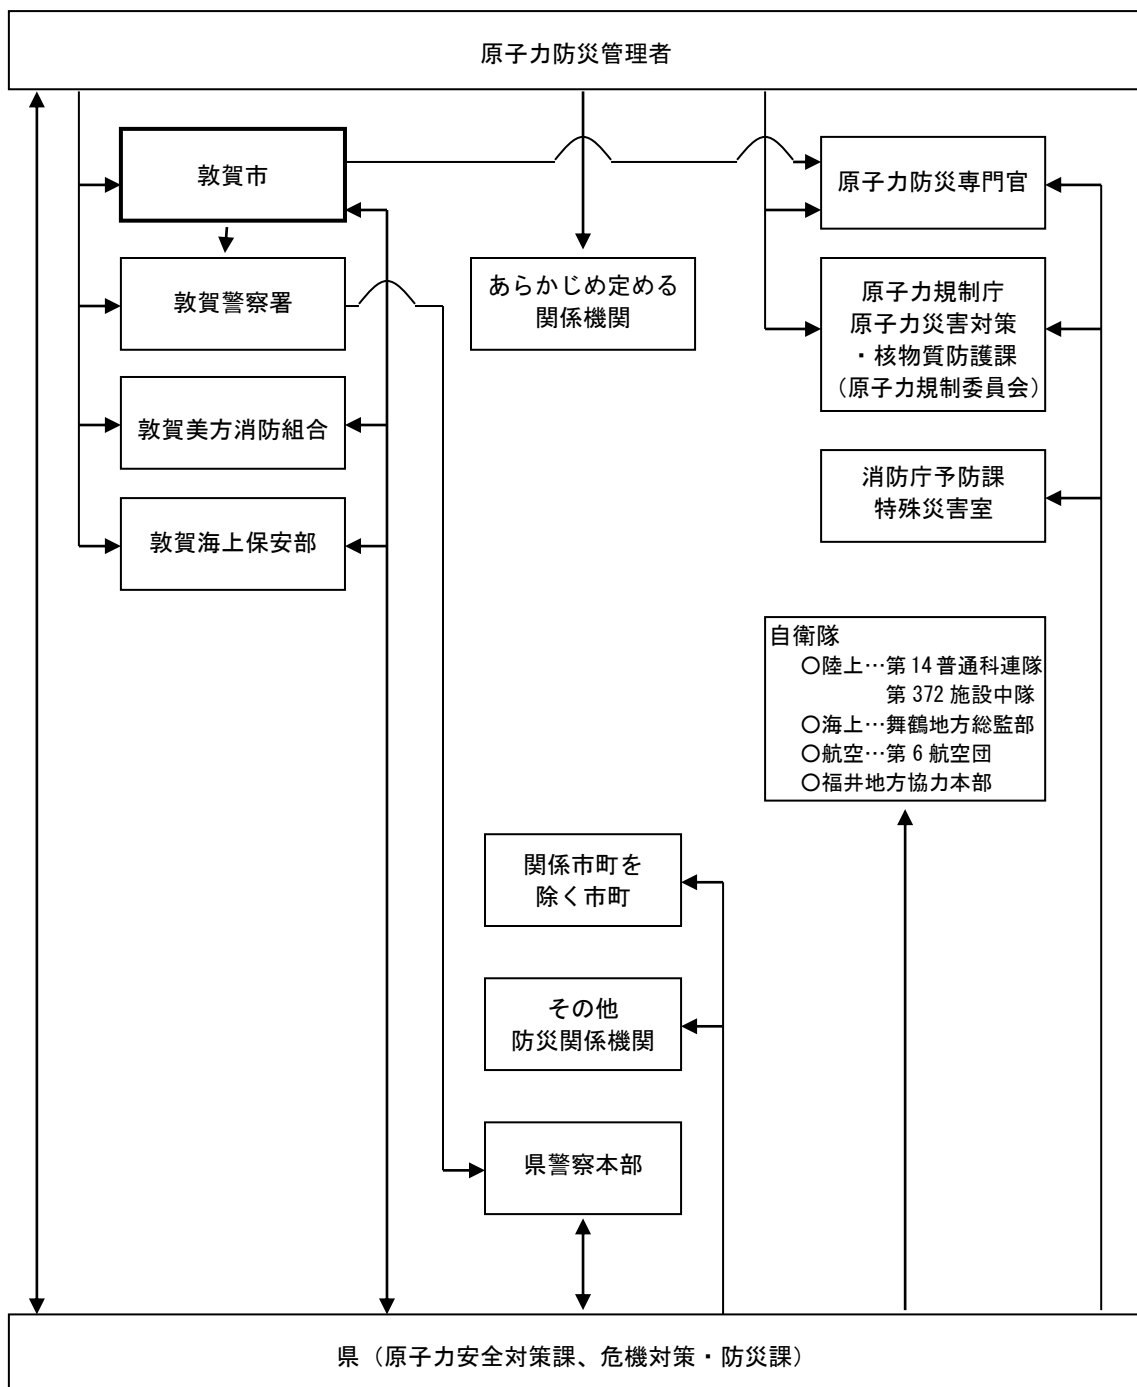 原子力防災管理者
敦賀市
原子力防災専門官
敦賀警察署
あらかじめ定める
関係機関
原子力規制庁
原子力災害対策
・核物質防護課
（原子力規制委員会）
敦賀美方消防組合
消防庁予防課
特殊災害室
敦賀海上保安部
自衛隊
○陸上…第14普通科連隊
第372施設中隊
○海上…舞鶴地方総監部
○航空…第6航空団
○福井地方協力本部
関係市町を
除く市町
その他
防災関係機関
県警察本部
県（原子力安全対策課、危機対策・防災課）